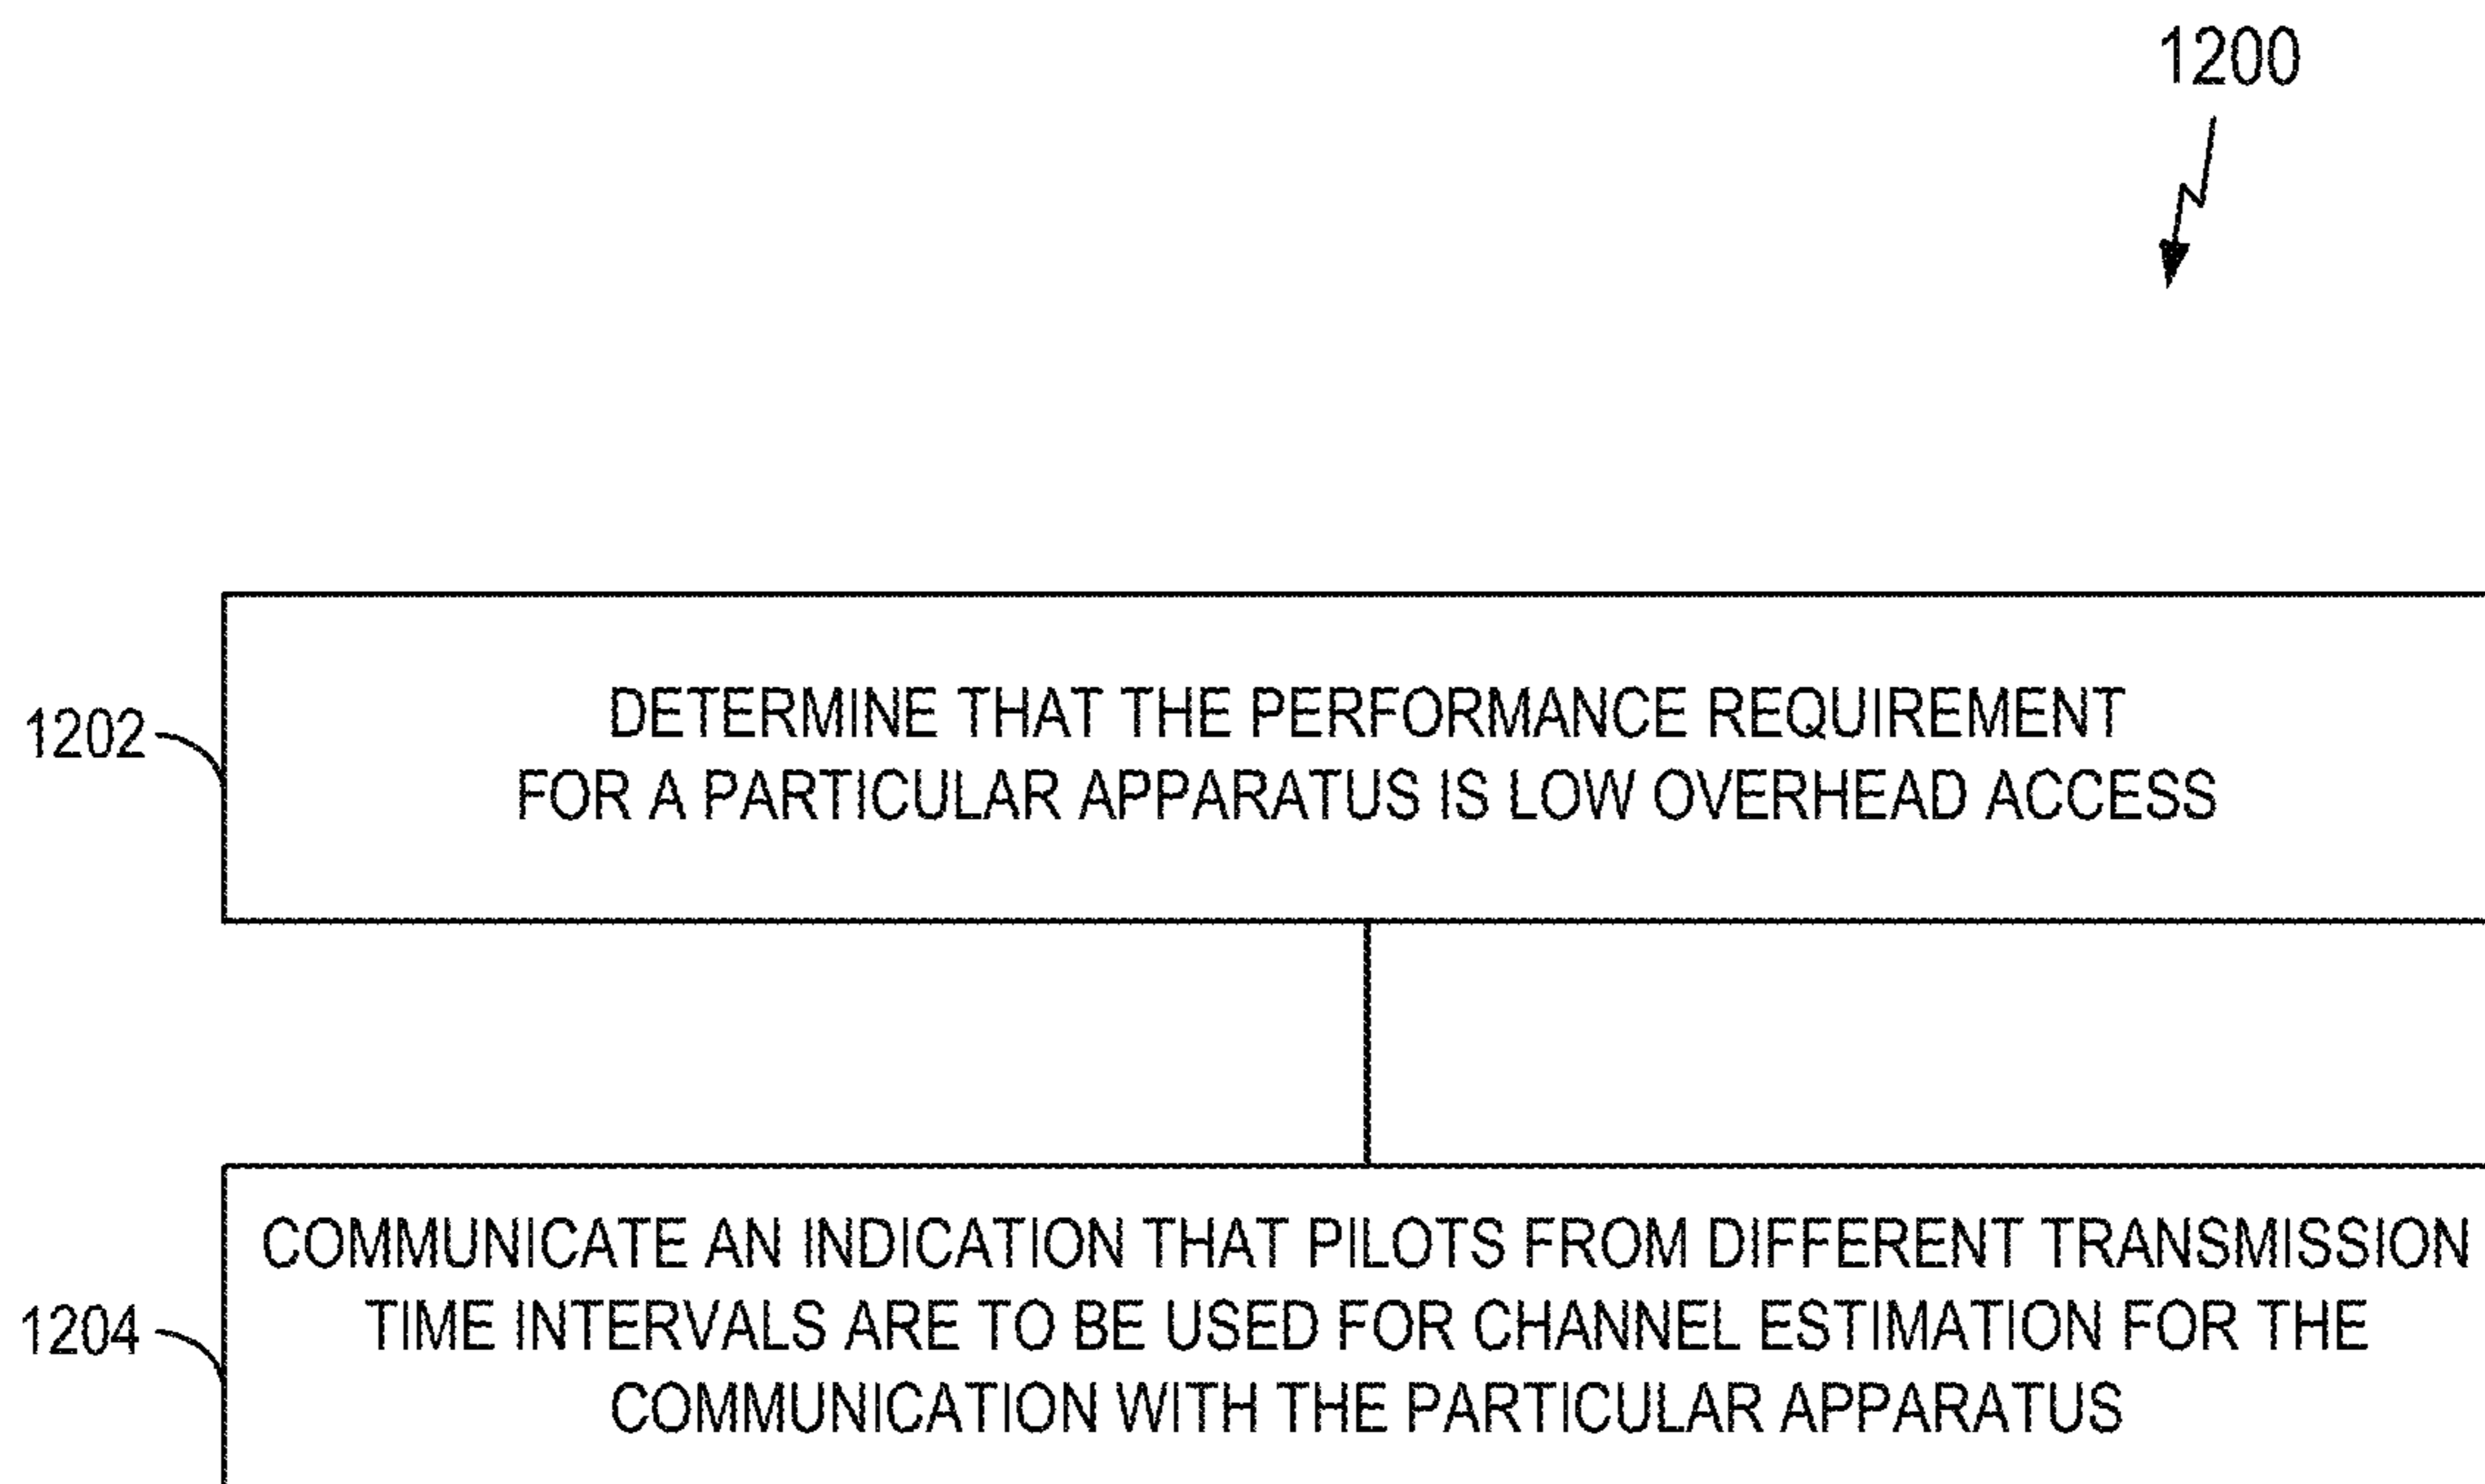 1200
1202
DETERMINE THAT THE PERFORMANCE REQUIREMENT
FOR A PARTICULAR APPARATUS IS LOW OVERHEAD ACCESS
1204
COMMUNICATE AN INDICATION THAT PILOTS FROM DIFFERENT TRANSMISSION
TIME INTERVALS ARE TO BE USED FOR CHANNEL ESTIMATION FOR THE
COMMUNICATION WITH THE PARTICULAR APPARATUS